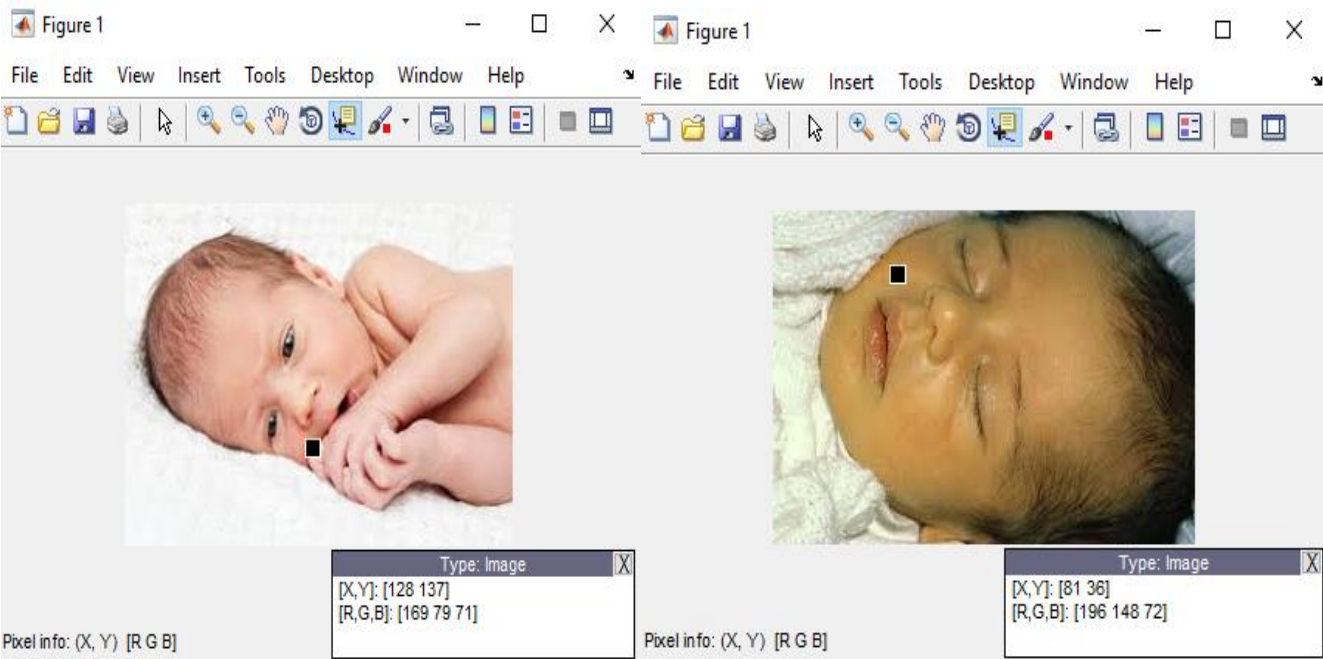 Figure 1
File Edit View Insert Tools Desktop Window Help
Type: Image X
[X,Y]: [128 137]
[R,G,B]: [169 79 71]
Pixel info: (X, Y) [R G B]
Figure 1
File Edit View Insert Tools Desktop Window Help
Type: Image X
[X,Y]: [81 36]
[R,G,B]: [196 148 72]
Pixel info: (X, Y) [R G B]